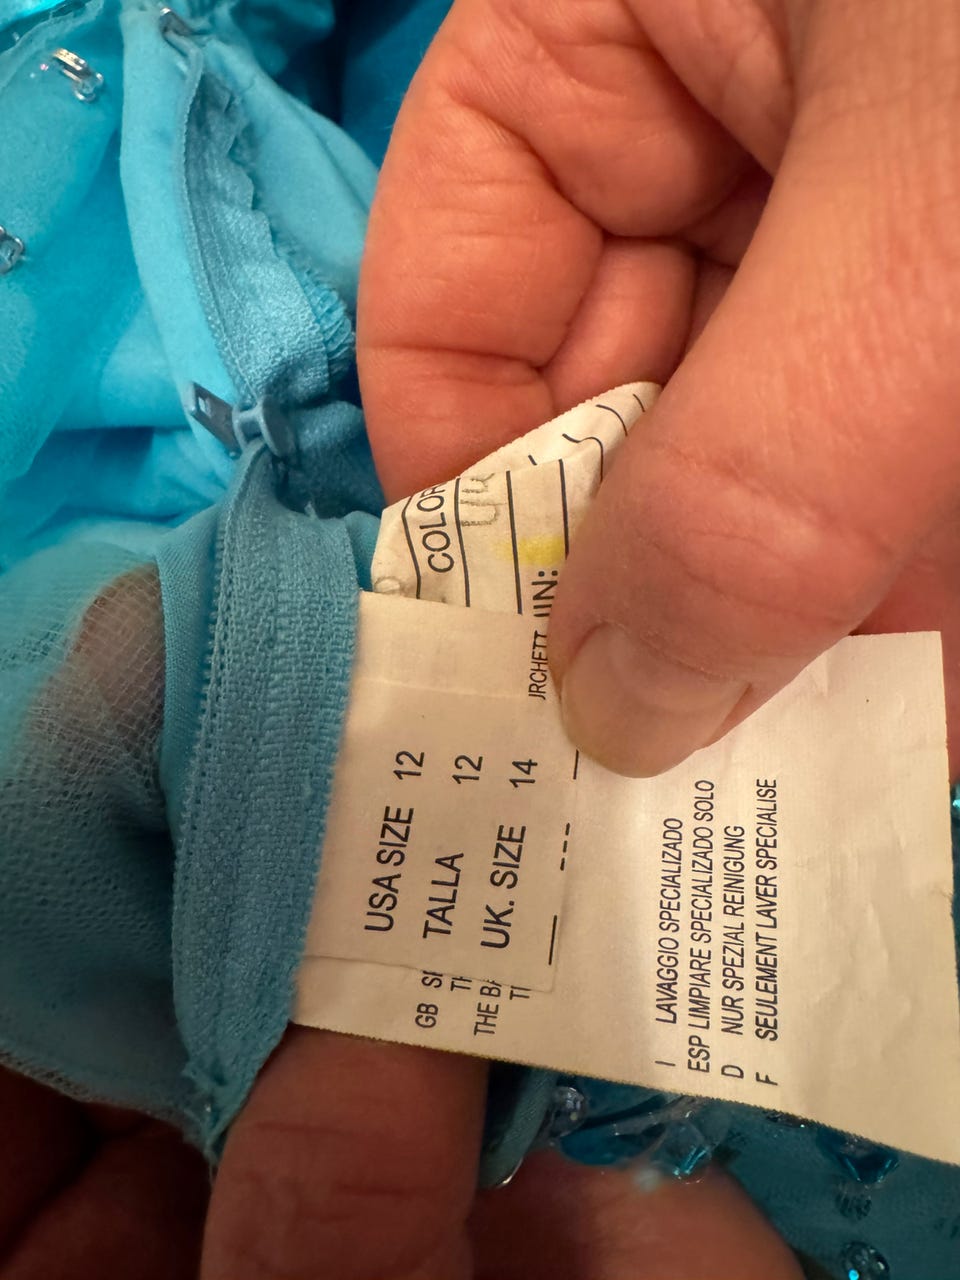 COLOR
USA SIZE 12
TALLA 12
UK. SIZE 14
GB
THE
I LAVAGGIO SPECIALIZADO
ESP LIMPIARE SPECIALIZADO SOLO
D NUR SPEZIAL REINIGUNG
F SEULEMENT LAVER SPECIALISE